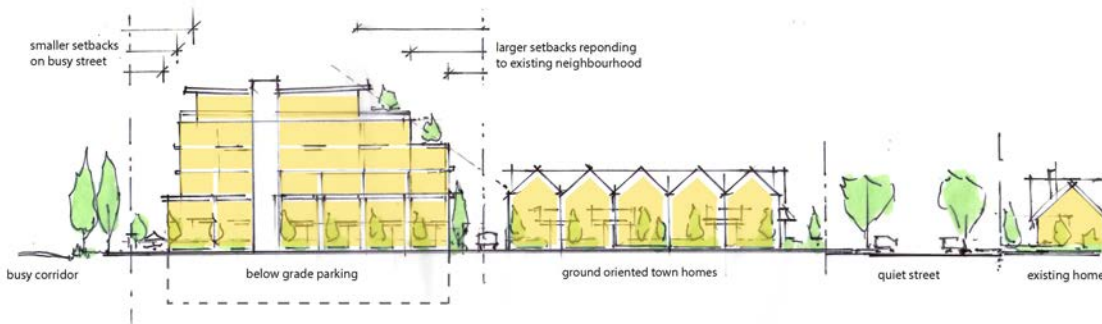 smaller setbacks
on busy street
larger setbacks reponding
to existing neighbourhood
busy corridor
below grade parking
ground oriented town homes
quiet street
existing home